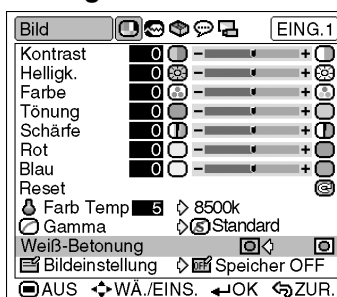 Bild EING.1
Kontrast 0 - +
Helligk. 0 - +
Farbe 0 - +
Tönung 0 - +
Schärfe 0 - +
Rot 0 - +
Blau 0 - +
Reset
Farb Temp 5 8500k
Gamma S Standard
Weiß-Betonung
Bildeinstellung OFF Speicher OFF
AUS WÄ./EINS. OK ZUR.